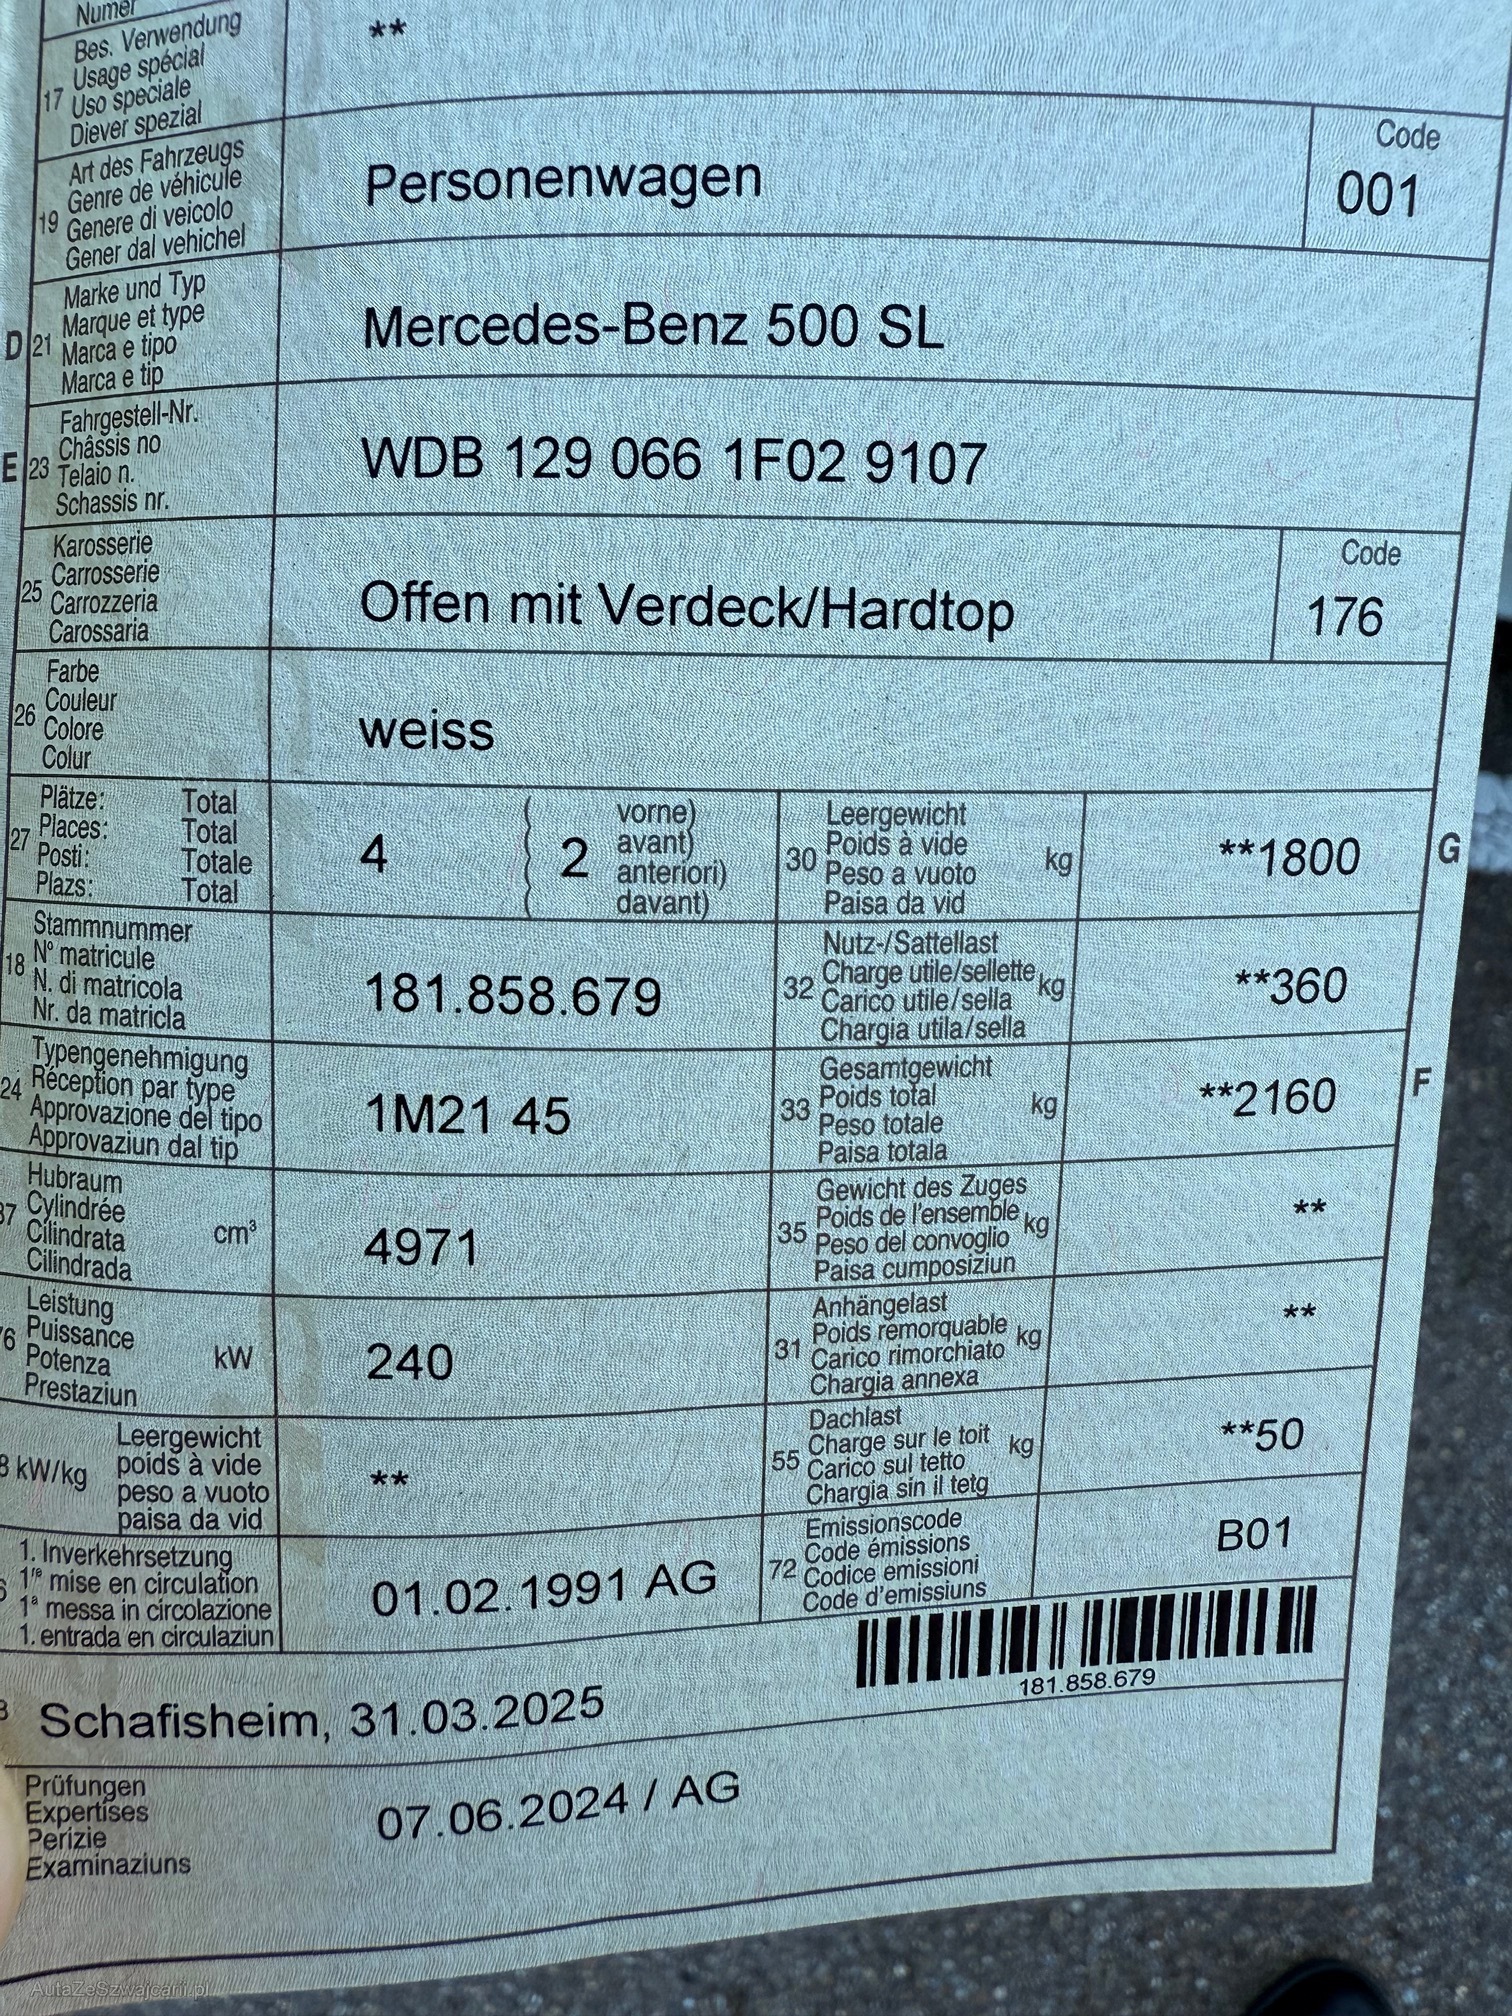 Numer
17 Bes. Verwendung
Usage spécial
Uso speciale
Diever spezial
**
19 Art des Fahrzeugs
Genre de véhicule
Genere di veicolo
Gener dal vehichel
Personenwagen
Code
001
D 21 Marke und Typ
Marque et type
Marca e tipo
Marca e tip
Mercedes-Benz 500 SL
E 23 Fahrgestell-Nr.
Châssis no
Telaio n.
Schassis nr.
WDB 129 066 1F02 9107
25 Karosserie
Carrosserie
Carrozzeria
Carossaria
Offen mit Verdeck/Hardtop
Code
176
26 Farbe
Couleur
Colore
Colur
weiss
27 Plätze: Total
Places: Total
Posti: Totale
Plazs: Total
4
( 2 vorne)
avant)
anteriori)
davant)
30 Leergewicht
Poids à vide
Peso a vuoto
Paisa da vid
kg
**1800
G
18 Stammnummer
N° matricule
N. di matricola
Nr. da matricla
181.858.679
32 Nutz-/Sattellast
Charge utile/sellette
Carico utile/sella
Chargia utila/sella
kg
**360
24 Typengenehmigung
Réception par type
Approvazione del tipo
Approvaziun dal tip
1M21 45
33 Gesamtgewicht
Poids total
Peso totale
Paisa totala
kg
**2160
F
37 Hubraum
Cylindrée
Cilindrata
Cilindrada
cm³
4971
35 Gewicht des Zuges
Poids de l'ensemble
Peso del convoglio
Paisa cumposiziun
kg
**
76 Leistung
Puissance
Potenza
Prestaziun
kW
240
31 Anhängelast
Poids remorquable
Carico rimorchiato
Chargia annexa
kg
**
8 kW/kg
Leergewicht
poids à vide
peso a vuoto
paisa da vid
**
55 Dachlast
Charge sur le toit
Carico sul tetto
Chargia sin il tetg
kg
**50
1. Inverkehrsetzung
1re mise en circulation
1a messa in circolazione
1. entrada en circulaziun
01.02.1991 AG
72 Emissionscode
Code émissions
Codice emissioni
Code d'emissiuns
B01
181.858.679
Schafisheim, 31.03.2025
Prüfungen
Expertises
Perizie
Examinaziuns
07.06.2024 / AG
AutaZeSzwajcarii.pl